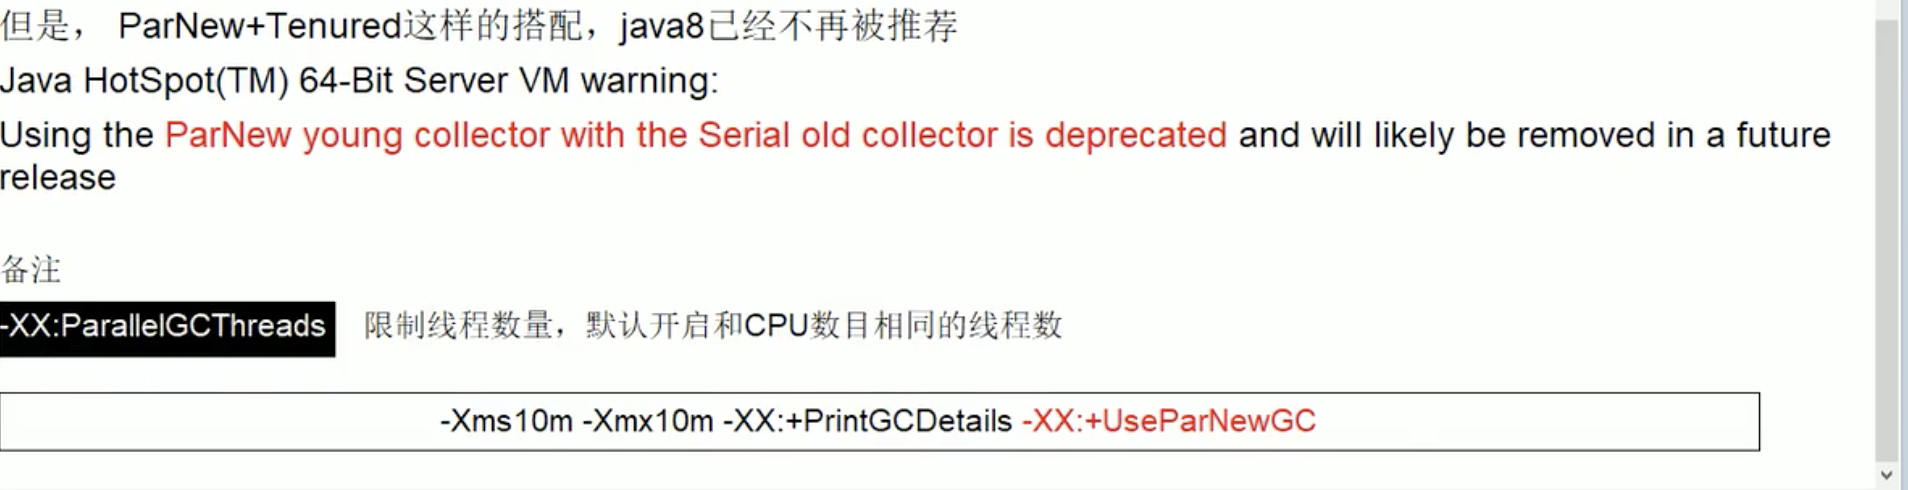 但是， ParNew+Tenured这样的搭配，java8已经不再被推荐
Java HotSpot(TM) 64-Bit Server VM warning:
Using the ParNew young collector with the Serial old collector is deprecated and will likely be removed in a future
release
备注
-XX:ParallelGCThreads 限制线程数量，默认开启和CPU数目相同的线程数
-Xms10m -Xmx10m -XX:+PrintGCDetails -XX:+UseParNewGC